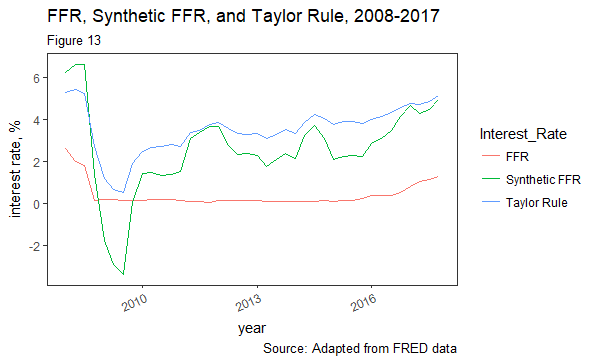 FFR, Synthetic FFR, and Taylor Rule, 2008-2017
Figure 13
6
4
2
0
-2
interest rate, %
2010
2013
2016
year
Interest_Rate
FFR
Synthetic FFR
Taylor Rule
Source: Adapted from FRED data